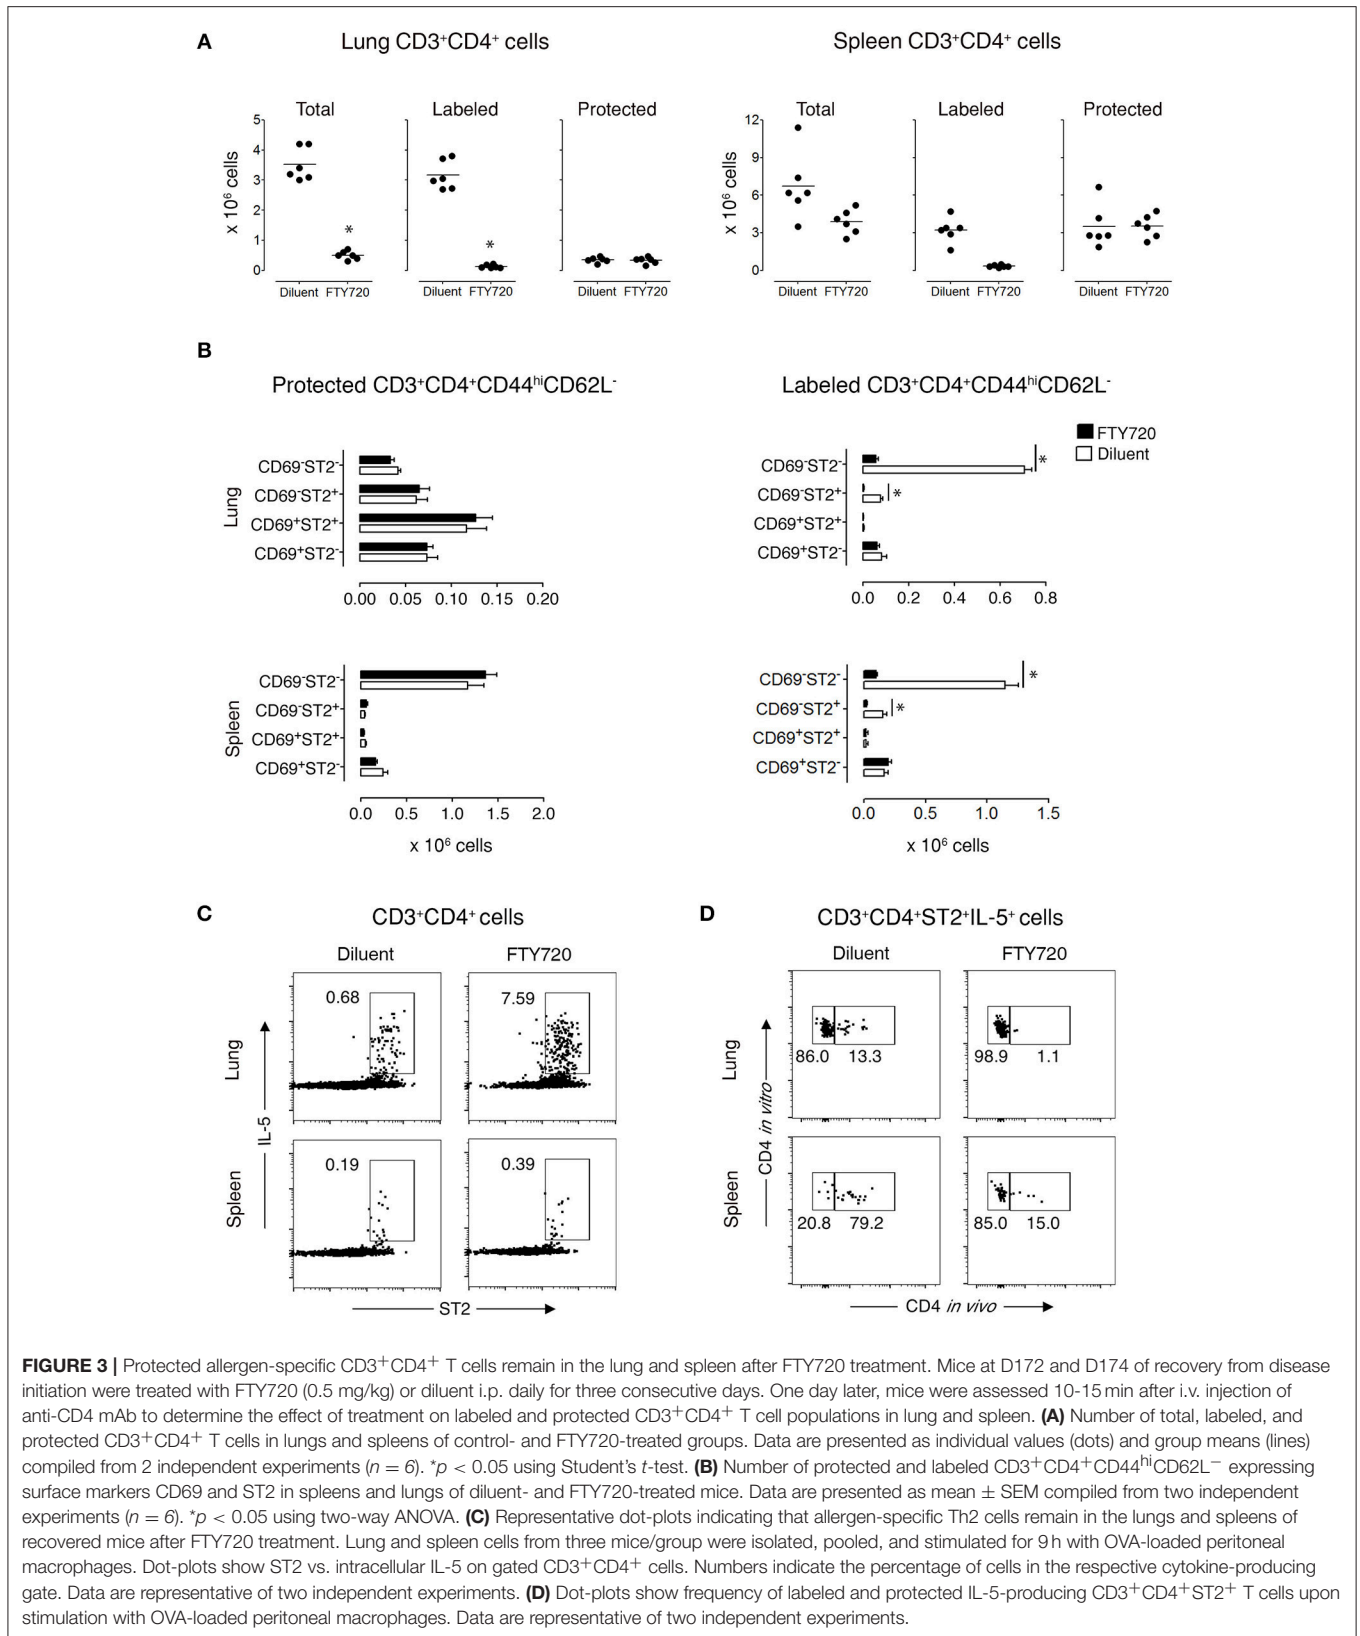 A
Lung CD3⁺CD4⁺ cells
Spleen CD3⁺CD4⁺ cells
Total
Labeled
Protected
x 10⁶ cells
5
4
3
2
1
0
*
*
Diluent FTY720
Diluent FTY720
Diluent FTY720
Total
Labeled
Protected
x 10⁶ cells
12
9
6
3
0
Diluent FTY720
Diluent FTY720
Diluent FTY720
B
Protected CD3⁺CD4⁺CD44ʰⁱCD62L⁻
Labeled CD3⁺CD4⁺CD44ʰⁱCD62L⁻
FTY720
Diluent
Lung
CD69⁻ST2⁻
CD69⁻ST2⁺
CD69⁺ST2⁺
CD69⁺ST2⁻
0.00 0.05 0.10 0.15 0.20
CD69⁻ST2⁻
*
CD69⁻ST2⁺
*
CD69⁺ST2⁺
CD69⁺ST2⁻
0.0 0.2 0.4 0.6 0.8
Spleen
CD69⁻ST2⁻
CD69⁻ST2⁺
CD69⁺ST2⁺
CD69⁺ST2⁻
0.0 0.5 1.0 1.5 2.0
x 10⁶ cells
CD69⁻ST2⁻
*
CD69⁻ST2⁺
*
CD69⁺ST2⁺
CD69⁺ST2⁻
0.0 0.5 1.0 1.5
x 10⁶ cells
C
CD3⁺CD4⁺ cells
Diluent
FTY720
Lung
0.68
7.59
IL-5
Spleen
0.19
0.39
ST2
D
CD3⁺CD4⁺ST2⁺IL-5⁺ cells
Diluent
FTY720
Lung
86.0 13.3
98.9 1.1
CD4 in vitro
Spleen
20.8 79.2
85.0 15.0
CD4 in vivo
FIGURE 3 | Protected allergen-specific CD3⁺CD4⁺ T cells remain in the lung and spleen after FTY720 treatment. Mice at D172 and D174 of recovery from disease
initiation were treated with FTY720 (0.5 mg/kg) or diluent i.p. daily for three consecutive days. One day later, mice were assessed 10-15 min after i.v. injection of
anti-CD4 mAb to determine the effect of treatment on labeled and protected CD3⁺CD4⁺ T cell populations in lung and spleen. (A) Number of total, labeled, and
protected CD3⁺CD4⁺ T cells in lungs and spleens of control- and FTY720-treated groups. Data are presented as individual values (dots) and group means (lines)
compiled from 2 independent experiments (n = 6). *p < 0.05 using Student's t-test. (B) Number of protected and labeled CD3⁺CD4⁺CD44ʰⁱCD62L⁻ expressing
surface markers CD69 and ST2 in spleens and lungs of diluent- and FTY720-treated mice. Data are presented as mean ± SEM compiled from two independent
experiments (n = 6). *p < 0.05 using two-way ANOVA. (C) Representative dot-plots indicating that allergen-specific Th2 cells remain in the lungs and spleens of
recovered mice after FTY720 treatment. Lung and spleen cells from three mice/group were isolated, pooled, and stimulated for 9 h with OVA-loaded peritoneal
macrophages. Dot-plots show ST2 vs. intracellular IL-5 on gated CD3⁺CD4⁺ cells. Numbers indicate the percentage of cells in the respective cytokine-producing
gate. Data are representative of two independent experiments. (D) Dot-plots show frequency of labeled and protected IL-5-producing CD3⁺CD4⁺ST2⁺ T cells upon
stimulation with OVA-loaded peritoneal macrophages. Data are representative of two independent experiments.